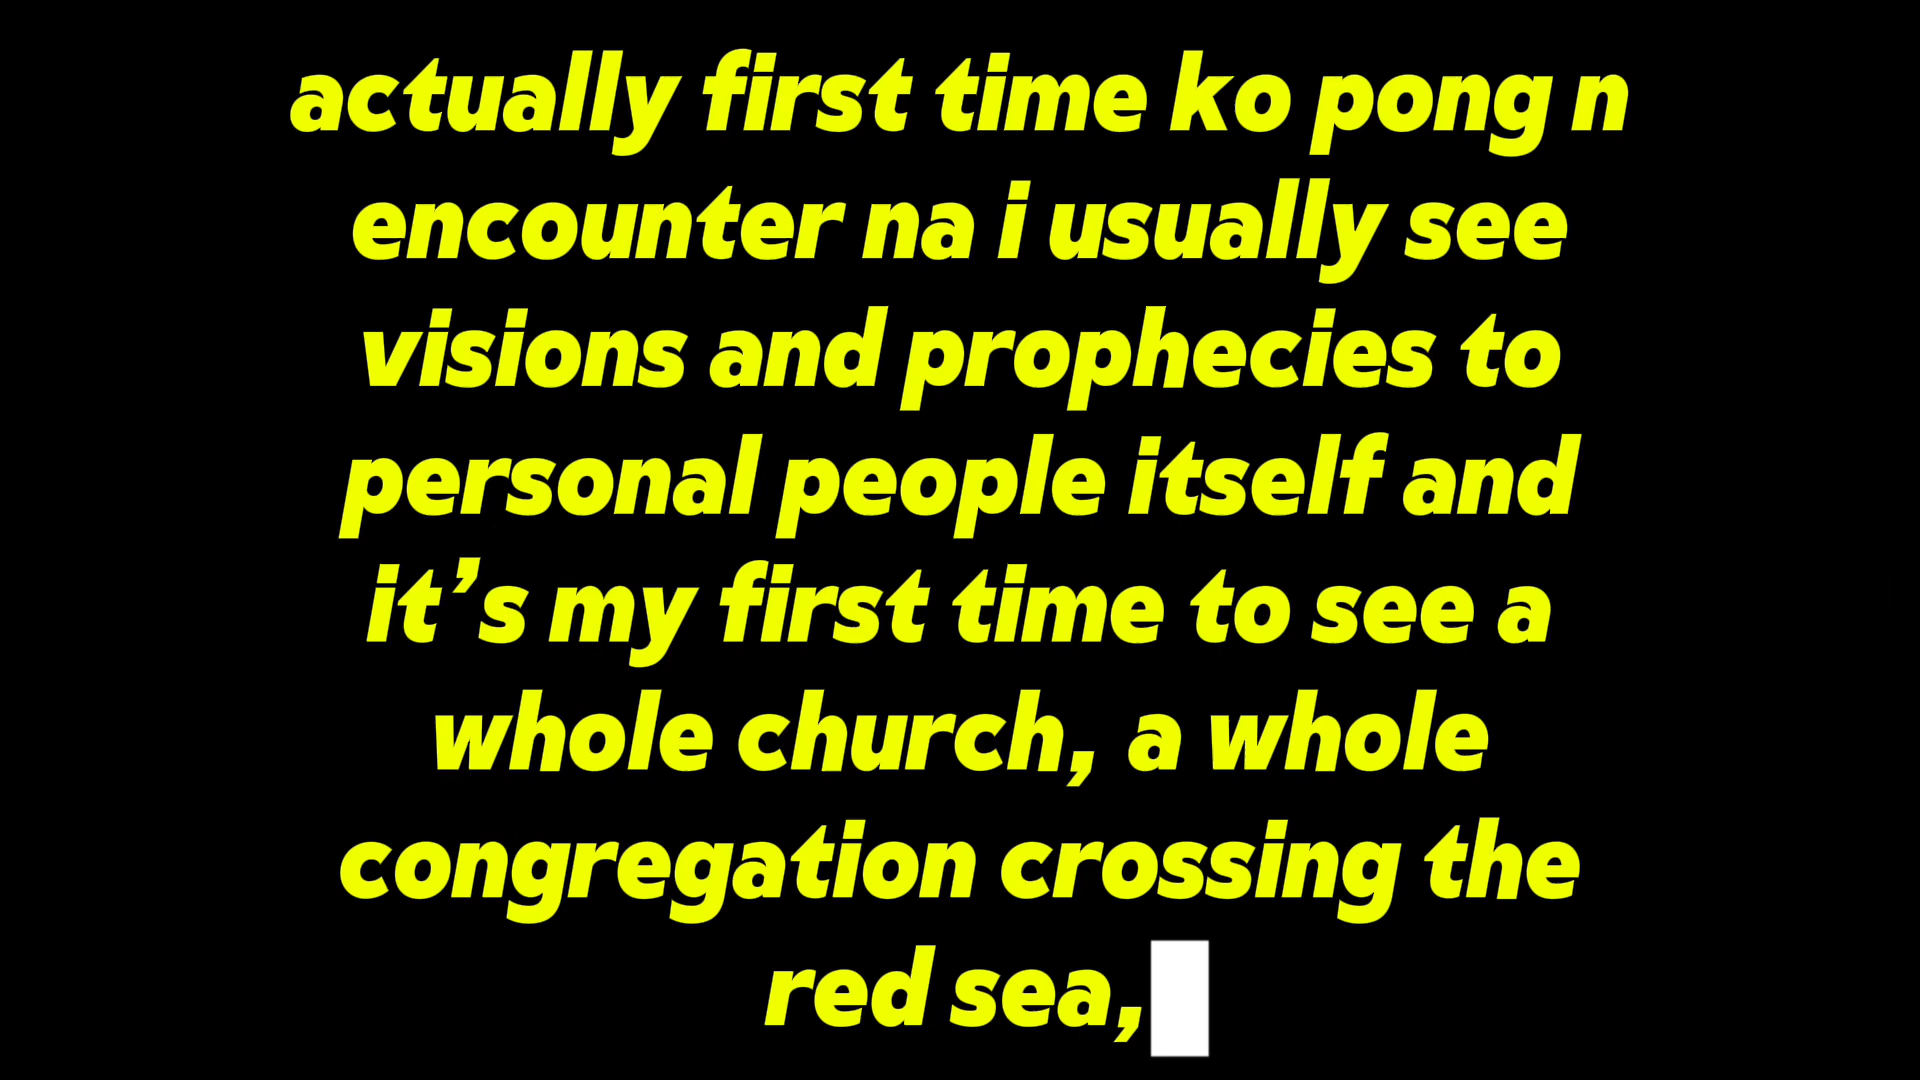 actually first time ko pong n
encounter na i usually see
visions and prophecies to
personal people itself and
it’s my first time to see a
whole church, a whole
congregation crossing the
red sea,